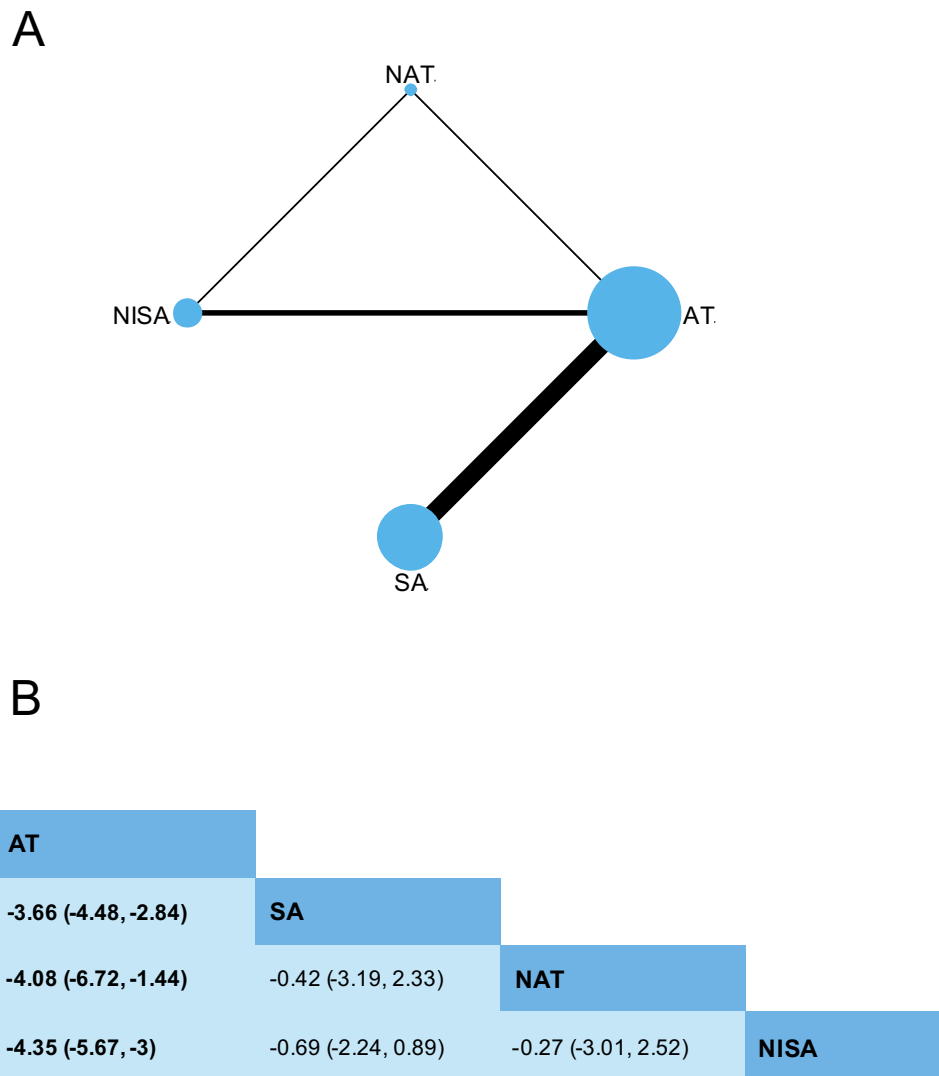 A
NAT
NISA
AT
SA
B
AT
-3.66 (-4.48, -2.84) SA
-4.08 (-6.72, -1.44) -0.42 (-3.19, 2.33) NAT
-4.35 (-5.67, -3) -0.69 (-2.24, 0.89) -0.27 (-3.01, 2.52) NISA